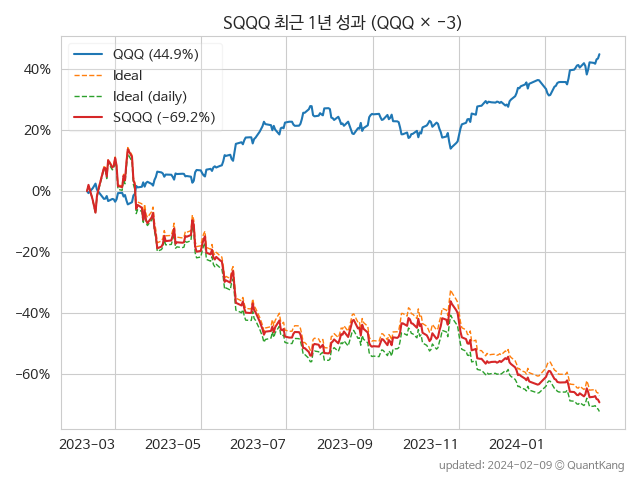 SQQQ 최근 1년 성과 (QQQ × −3)
QQQ (44.9%)
Ideal
Ideal (daily)
SQQQ (−69.2%)
40%
20%
0%
−20%
−40%
−60%
2023-03
2023-05
2023-07
2023-09
2023-11
2024-01
updated: 2024-02-09 © QuantKang